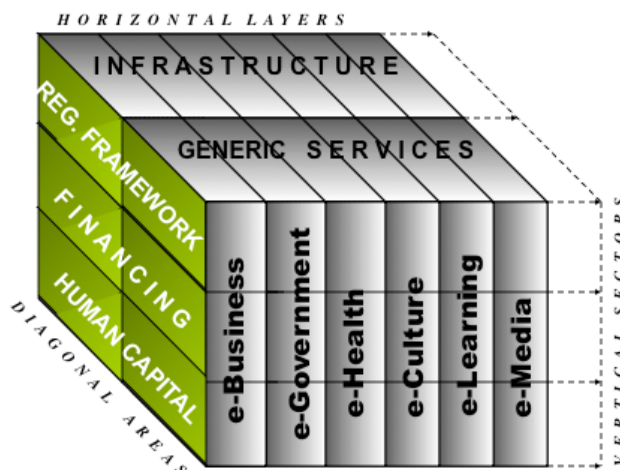 HORIZONTAL LAYERS
INFRASTRUCTURE
GENERIC SERVICES
REG. FRAMEWORK
FINANCING
HUMAN CAPITAL
DIAGONAL AREAS
e-Business
e-Government
e-Health
e-Culture
e-Learning
e-Media
VERTICAL SECTORS